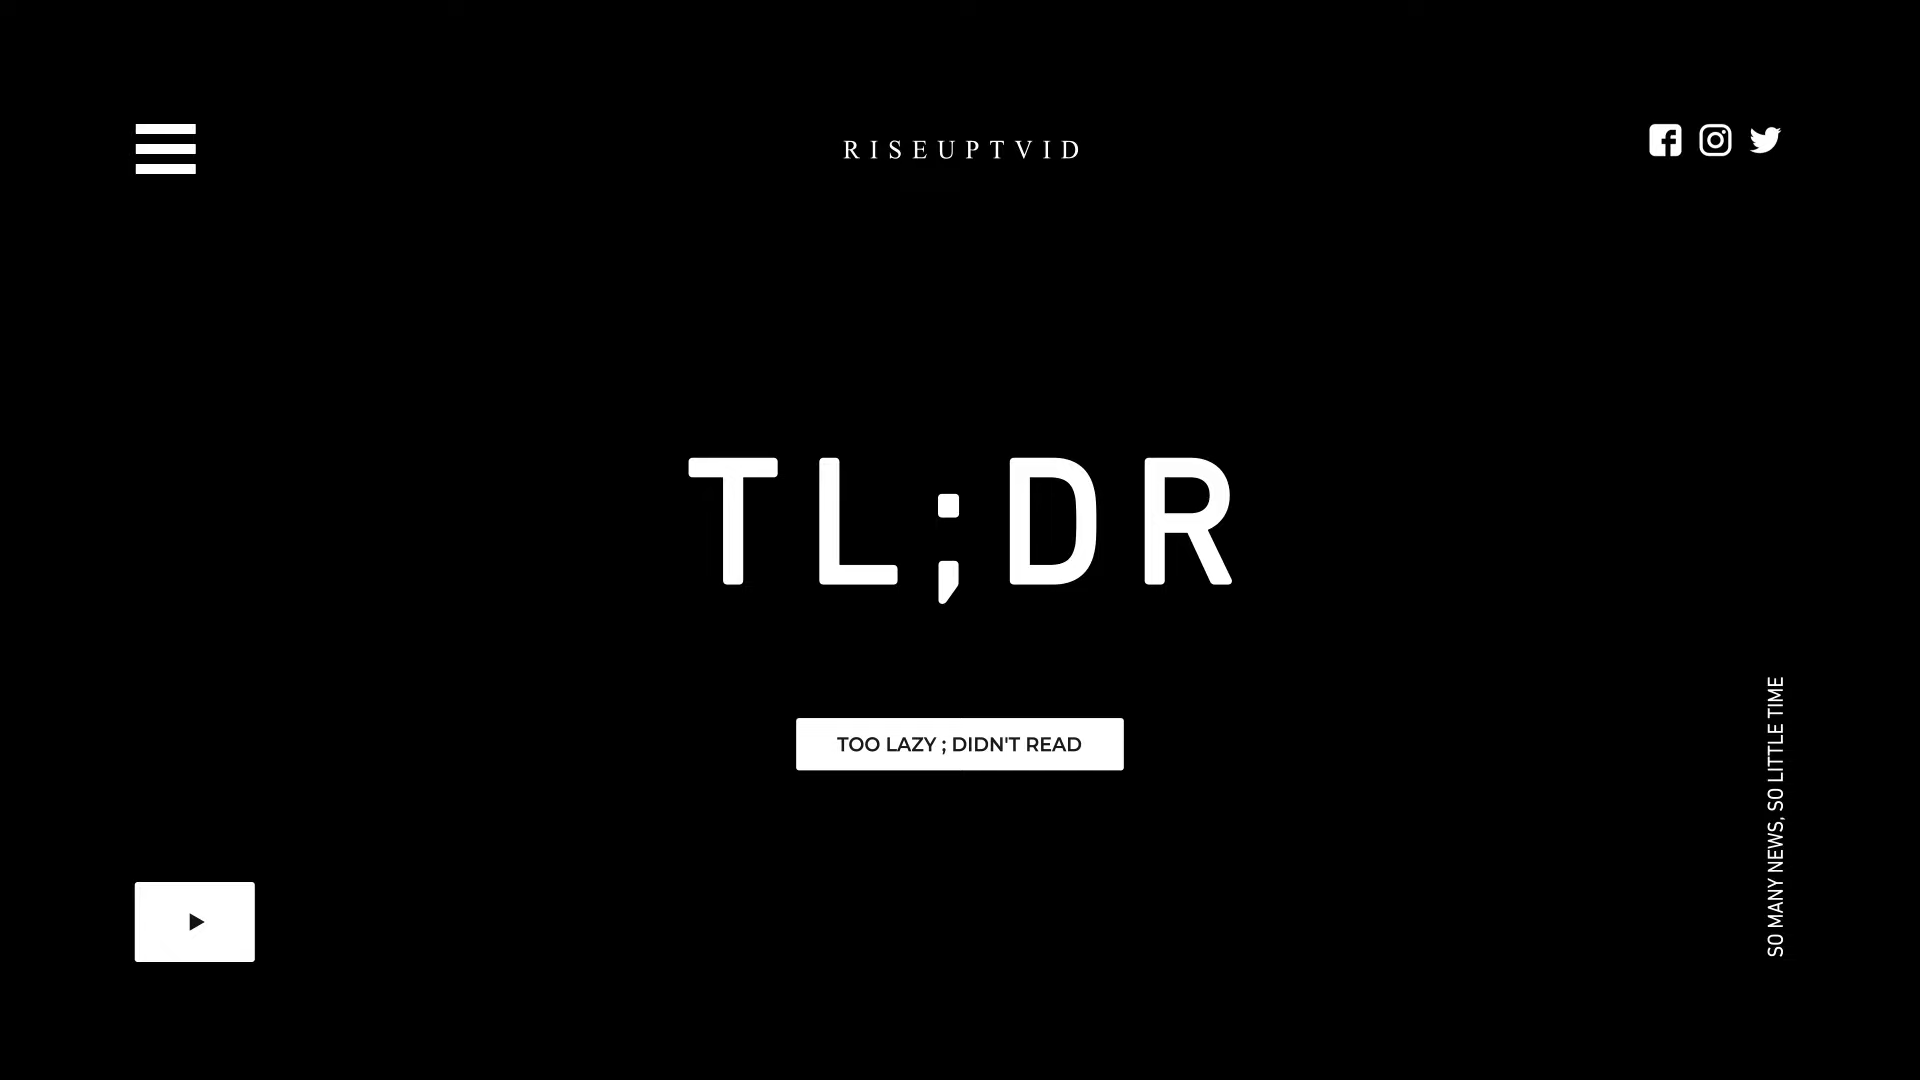 RISEUPTVID
TL;DR
TOO LAZY ; DIDN'T READ
SO MANY NEWS, SO LITTLE TIME